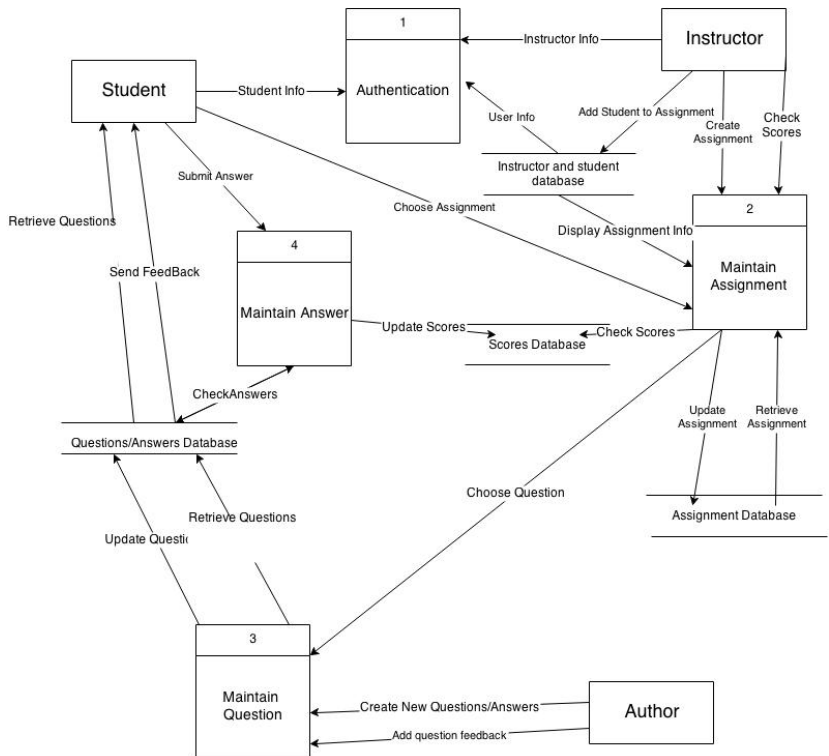 1
Instructor Info
Instructor
Student
Student Info
Authentication
Add Student to Assignment
User Info
Create
Assignment
Check
Scores
Instructor and student
database
Submit Answer
Choose Assignment
2
Retrieve Questions
Display Assignment Info
4
Send FeedBack
Maintain
Assignment
Maintain Answer
Update Scores
Check Scores
Scores Database
CheckAnswers
Update
Assignment
Retrieve
Assignment
Questions/Answers Database
Choose Question
Retrieve Questions
Assignment Database
Update Questi
3
Maintain
Question
Create New Questions/Answers
Author
Add question feedback